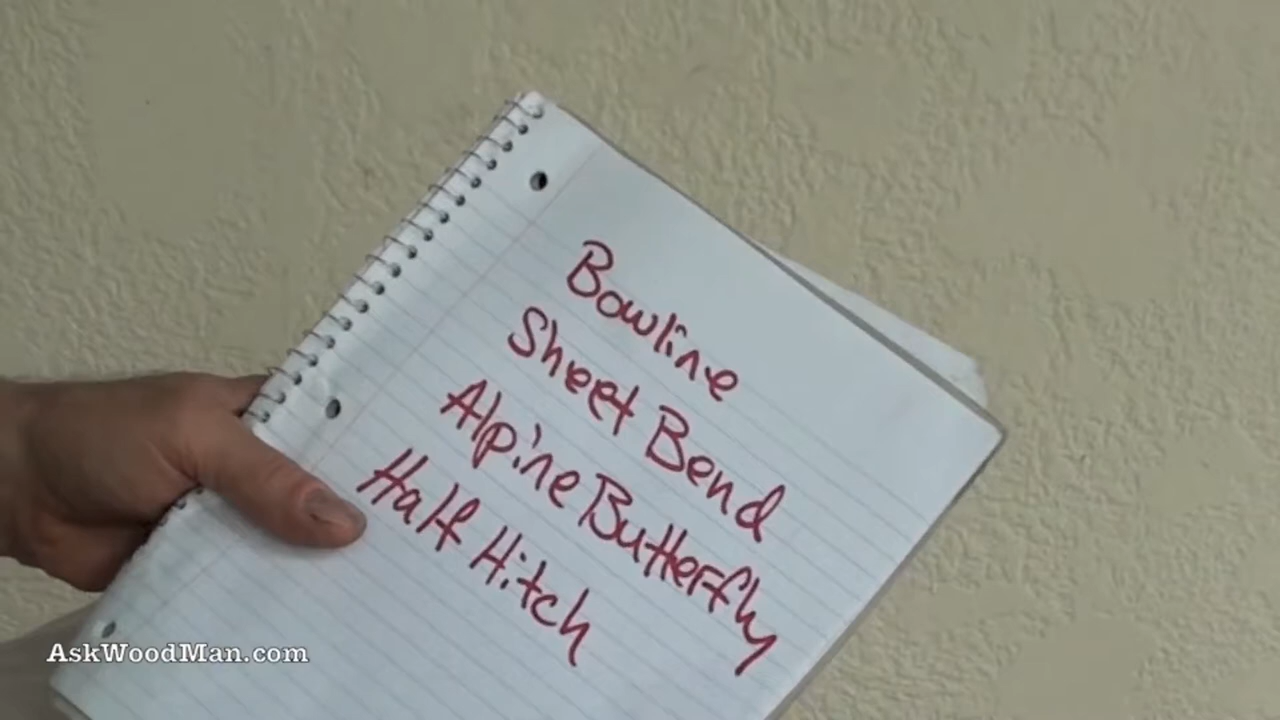 Bowline
Sheet Bend
Alpine Butterfly
Half Hitch
AskWoodMan.com